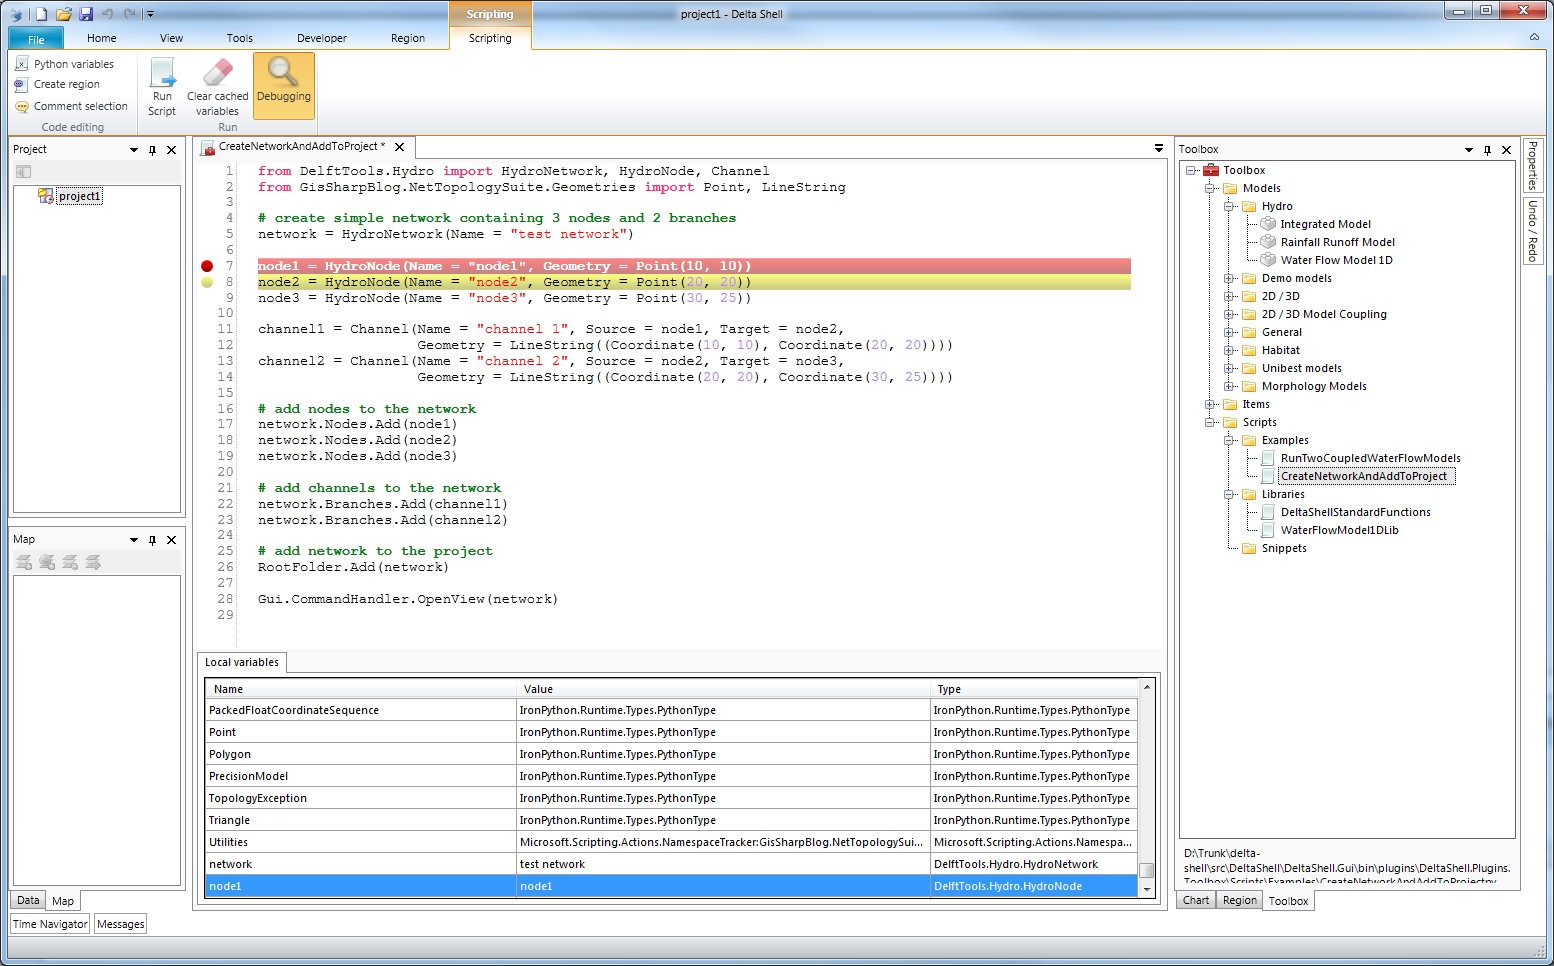 Scripting
project1 - Delta Shell
File
Home
View
Tools
Developer
Region
Scripting
Python variables
Create region
Comment selection
Code editing
Run
Script
Clear cached
variables
Debugging
Run
Project
project1
Map
Data
Map
Time Navigator
Messages
CreateNetworkAndAddToProject *
1 from DelftTools.Hydro import HydroNetwork, HydroNode, Channel
2 from GisSharpBlog.NetTopologySuite.Geometries import Point, LineString
3
4 # create simple network containing 3 nodes and 2 branches
5 network = HydroNetwork(Name = "test network")
6
7 node1 = HydroNode(Name = "node1", Geometry = Point(10, 10))
8 node2 = HydroNode(Name = "node2", Geometry = Point(20, 20))
9 node3 = HydroNode(Name = "node3", Geometry = Point(30, 25))
10
11 channel1 = Channel(Name = "channel 1", Source = node1, Target = node2,
12 Geometry = LineString((Coordinate(10, 10), Coordinate(20, 20))))
13 channel2 = Channel(Name = "channel 2", Source = node2, Target = node3,
14 Geometry = LineString((Coordinate(20, 20), Coordinate(30, 25))))
15
16 # add nodes to the network
17 network.Nodes.Add(node1)
18 network.Nodes.Add(node2)
19 network.Nodes.Add(node3)
20
21 # add channels to the network
22 network.Branches.Add(channel1)
23 network.Branches.Add(channel2)
24
25 # add network to the project
26 RootFolder.Add(network)
27
28 Gui.CommandHandler.OpenView(network)
29
Local variables
Name Value Type
PackedFloatCoordinateSequence IronPython.Runtime.Types.PythonType IronPython.Runtime.Types.PythonType
Point IronPython.Runtime.Types.PythonType IronPython.Runtime.Types.PythonType
Polygon IronPython.Runtime.Types.PythonType IronPython.Runtime.Types.PythonType
PrecisionModel IronPython.Runtime.Types.PythonType IronPython.Runtime.Types.PythonType
TopologyException IronPython.Runtime.Types.PythonType IronPython.Runtime.Types.PythonType
Triangle IronPython.Runtime.Types.PythonType IronPython.Runtime.Types.PythonType
Utilities Microsoft.Scripting.Actions.NamespaceTracker:GisSharpBlog.NetTopologySui... Microsoft.Scripting.Actions.Namespa...
network test network DelftTools.Hydro.HydroNetwork
node1 node1 DelftTools.Hydro.HydroNode
Toolbox
Toolbox
Models
Hydro
Integrated Model
Rainfall Runoff Model
Water Flow Model 1D
Demo models
2D / 3D
2D / 3D Model Coupling
General
Habitat
Unibest models
Morphology Models
Items
Scripts
Examples
RunTwoCoupledWaterFlowModels
CreateNetworkAndAddToProject
Libraries
DeltaShellStandardFunctions
WaterFlowModel1DLib
Snippets
D:\Trunk\delta-
shell\src\DeltaShell\DeltaShell.Gui\bin\plugins\DeltaShell.Plugins.
Toolbox\Scripts\Examples\CreateNetworkAndAddToProject.py
Chart
Region
Toolbox
Properties
Undo / Redo